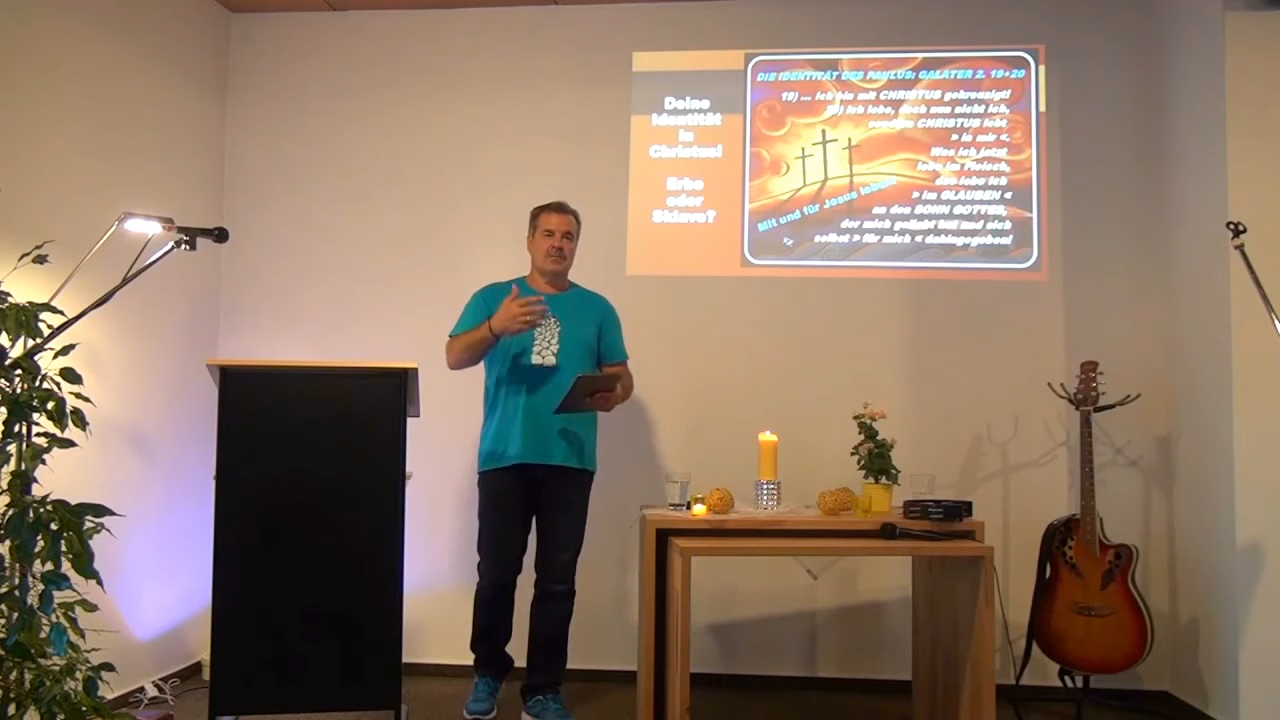 Deine
Identität
in
Christus!
Erbe
oder
Sklave?
DIE IDENTITÄT DES PAULUS: GALATER 2. 19+20
19) ... ich bin mit CHRISTUS gekreuzigt!
20) Ich lebe, doch nun nicht ich,
sondern CHRISTUS lebt
> in mir <.
Was ich jetzt
lebe im Fleisch,
das lebe ich
> im GLAUBEN <
an den SOHN GOTTES,
der mich geliebt hat und sich
selbst > für mich < dahingegeben!
Mit und für Jesus leben